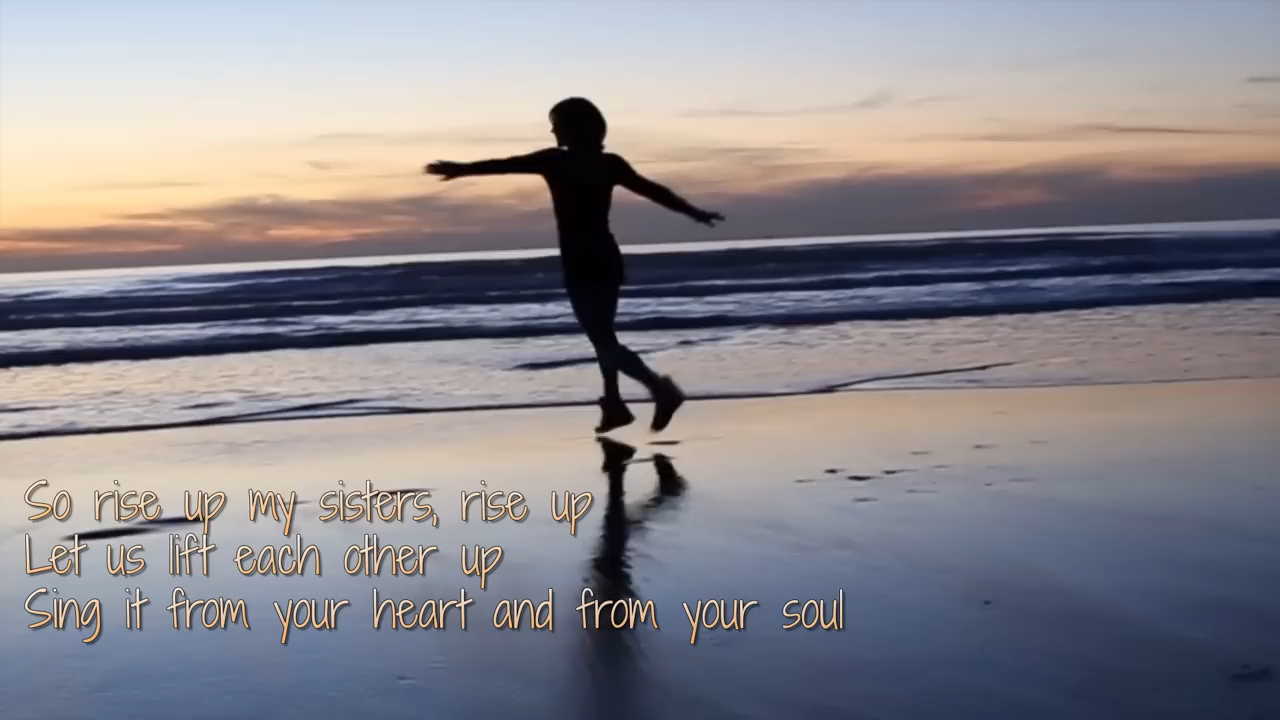 So rise up my sisters, rise up
Let us lift each other up
Sing it from your heart and from your soul